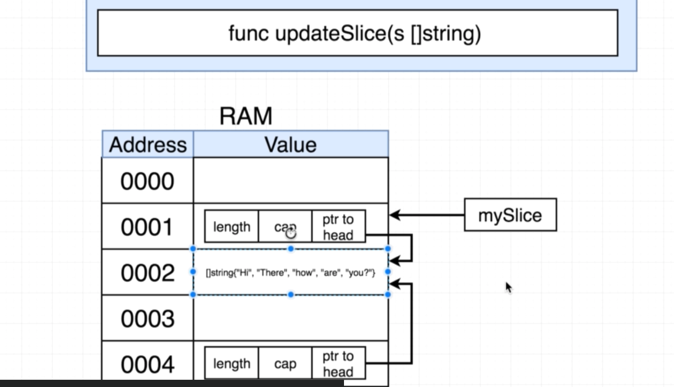 func updateSlice(s []string)
RAM
Address Value
0000
0001 length cap ptr to head
mySlice
0002 []string{"Hi", "There", "how", "are", "you?"}
0003
0004 length cap ptr to head